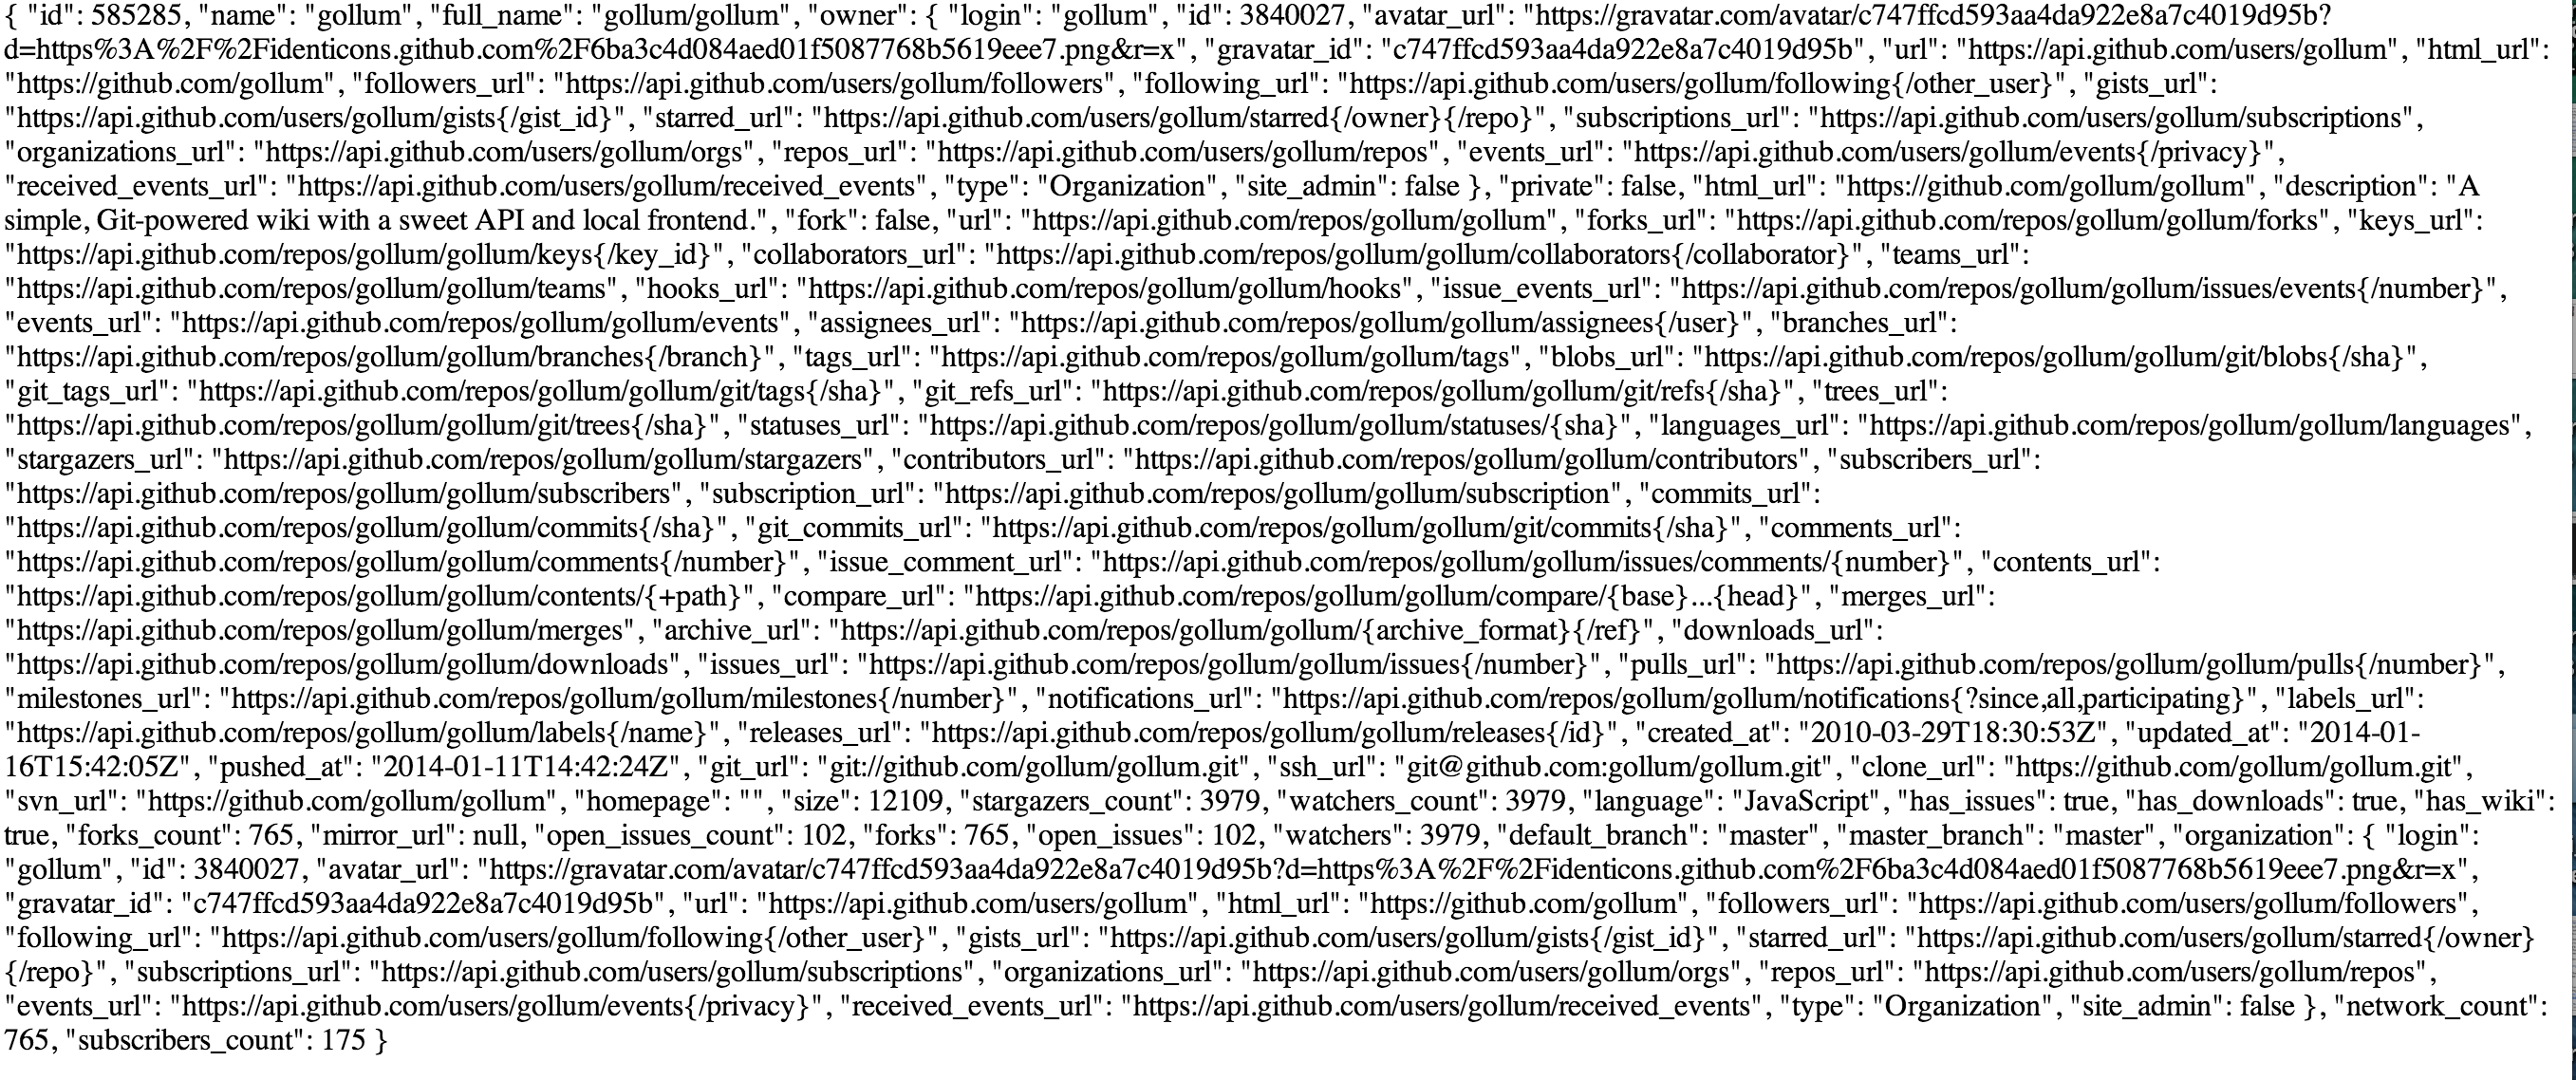 { "id": 585285, "name": "gollum", "full_name": "gollum/gollum", "owner": { "login": "gollum", "id": 3840027, "avatar_url": "https://gravatar.com/avatar/c747ffcd593aa4da922e8a7c4019d95b?
d=https%3A%2F%2Fidenticons.github.com%2F6ba3c4d084aed01f5087768b5619eee7.png&r=x", "gravatar_id": "c747ffcd593aa4da922e8a7c4019d95b", "url": "https://api.github.com/users/gollum", "html_url":
"https://github.com/gollum", "followers_url": "https://api.github.com/users/gollum/followers", "following_url": "https://api.github.com/users/gollum/following{/other_user}", "gists_url":
"https://api.github.com/users/gollum/gists{/gist_id}", "starred_url": "https://api.github.com/users/gollum/starred{/owner}{/repo}", "subscriptions_url": "https://api.github.com/users/gollum/subscriptions",
"organizations_url": "https://api.github.com/users/gollum/orgs", "repos_url": "https://api.github.com/users/gollum/repos", "events_url": "https://api.github.com/users/gollum/events{/privacy}",
"received_events_url": "https://api.github.com/users/gollum/received_events", "type": "Organization", "site_admin": false }, "private": false, "html_url": "https://github.com/gollum/gollum", "description": "A
simple, Git-powered wiki with a sweet API and local frontend.", "fork": false, "url": "https://api.github.com/repos/gollum/gollum", "forks_url": "https://api.github.com/repos/gollum/gollum/forks", "keys_url":
"https://api.github.com/repos/gollum/gollum/keys{/key_id}", "collaborators_url": "https://api.github.com/repos/gollum/gollum/collaborators{/collaborator}", "teams_url":
"https://api.github.com/repos/gollum/gollum/teams", "hooks_url": "https://api.github.com/repos/gollum/gollum/hooks", "issue_events_url": "https://api.github.com/repos/gollum/gollum/issues/events{/number}",
"events_url": "https://api.github.com/repos/gollum/gollum/events", "assignees_url": "https://api.github.com/repos/gollum/gollum/assignees{/user}", "branches_url":
"https://api.github.com/repos/gollum/gollum/branches{/branch}", "tags_url": "https://api.github.com/repos/gollum/gollum/tags", "blobs_url": "https://api.github.com/repos/gollum/gollum/git/blobs{/sha}",
"git_tags_url": "https://api.github.com/repos/gollum/gollum/git/tags{/sha}", "git_refs_url": "https://api.github.com/repos/gollum/gollum/git/refs{/sha}", "trees_url":
"https://api.github.com/repos/gollum/gollum/git/trees{/sha}", "statuses_url": "https://api.github.com/repos/gollum/gollum/statuses/{sha}", "languages_url": "https://api.github.com/repos/gollum/gollum/languages",
"stargazers_url": "https://api.github.com/repos/gollum/gollum/stargazers", "contributors_url": "https://api.github.com/repos/gollum/gollum/contributors", "subscribers_url":
"https://api.github.com/repos/gollum/gollum/subscribers", "subscription_url": "https://api.github.com/repos/gollum/gollum/subscription", "commits_url":
"https://api.github.com/repos/gollum/gollum/commits{/sha}", "git_commits_url": "https://api.github.com/repos/gollum/gollum/git/commits{/sha}", "comments_url":
"https://api.github.com/repos/gollum/gollum/comments{/number}", "issue_comment_url": "https://api.github.com/repos/gollum/gollum/issues/comments/{number}", "contents_url":
"https://api.github.com/repos/gollum/gollum/contents/{+path}", "compare_url": "https://api.github.com/repos/gollum/gollum/compare/{base}...{head}", "merges_url":
"https://api.github.com/repos/gollum/gollum/merges", "archive_url": "https://api.github.com/repos/gollum/gollum/{archive_format}{/ref}", "downloads_url":
"https://api.github.com/repos/gollum/gollum/downloads", "issues_url": "https://api.github.com/repos/gollum/gollum/issues{/number}", "pulls_url": "https://api.github.com/repos/gollum/gollum/pulls{/number}",
"milestones_url": "https://api.github.com/repos/gollum/gollum/milestones{/number}", "notifications_url": "https://api.github.com/repos/gollum/gollum/notifications{?since,all,participating}", "labels_url":
"https://api.github.com/repos/gollum/gollum/labels{/name}", "releases_url": "https://api.github.com/repos/gollum/gollum/releases{/id}", "created_at": "2010-03-29T18:30:53Z", "updated_at": "2014-01-
16T15:42:05Z", "pushed_at": "2014-01-11T14:42:24Z", "git_url": "git://github.com/gollum/gollum.git", "ssh_url": "git@github.com:gollum/gollum.git", "clone_url": "https://github.com/gollum/gollum.git",
"svn_url": "https://github.com/gollum/gollum", "homepage": "", "size": 12109, "stargazers_count": 3979, "watchers_count": 3979, "language": "JavaScript", "has_issues": true, "has_downloads": true, "has_wiki":
true, "forks_count": 765, "mirror_url": null, "open_issues_count": 102, "forks": 765, "open_issues": 102, "watchers": 3979, "default_branch": "master", "master_branch": "master", "organization": { "login":
"gollum", "id": 3840027, "avatar_url": "https://gravatar.com/avatar/c747ffcd593aa4da922e8a7c4019d95b?d=https%3A%2F%2Fidenticons.github.com%2F6ba3c4d084aed01f5087768b5619eee7.png&r=x",
"gravatar_id": "c747ffcd593aa4da922e8a7c4019d95b", "url": "https://api.github.com/users/gollum", "html_url": "https://github.com/gollum", "followers_url": "https://api.github.com/users/gollum/followers",
"following_url": "https://api.github.com/users/gollum/following{/other_user}", "gists_url": "https://api.github.com/users/gollum/gists{/gist_id}", "starred_url": "https://api.github.com/users/gollum/starred{/owner}
{/repo}", "subscriptions_url": "https://api.github.com/users/gollum/subscriptions", "organizations_url": "https://api.github.com/users/gollum/orgs", "repos_url": "https://api.github.com/users/gollum/repos",
"events_url": "https://api.github.com/users/gollum/events{/privacy}", "received_events_url": "https://api.github.com/users/gollum/received_events", "type": "Organization", "site_admin": false }, "network_count":
765, "subscribers_count": 175 }